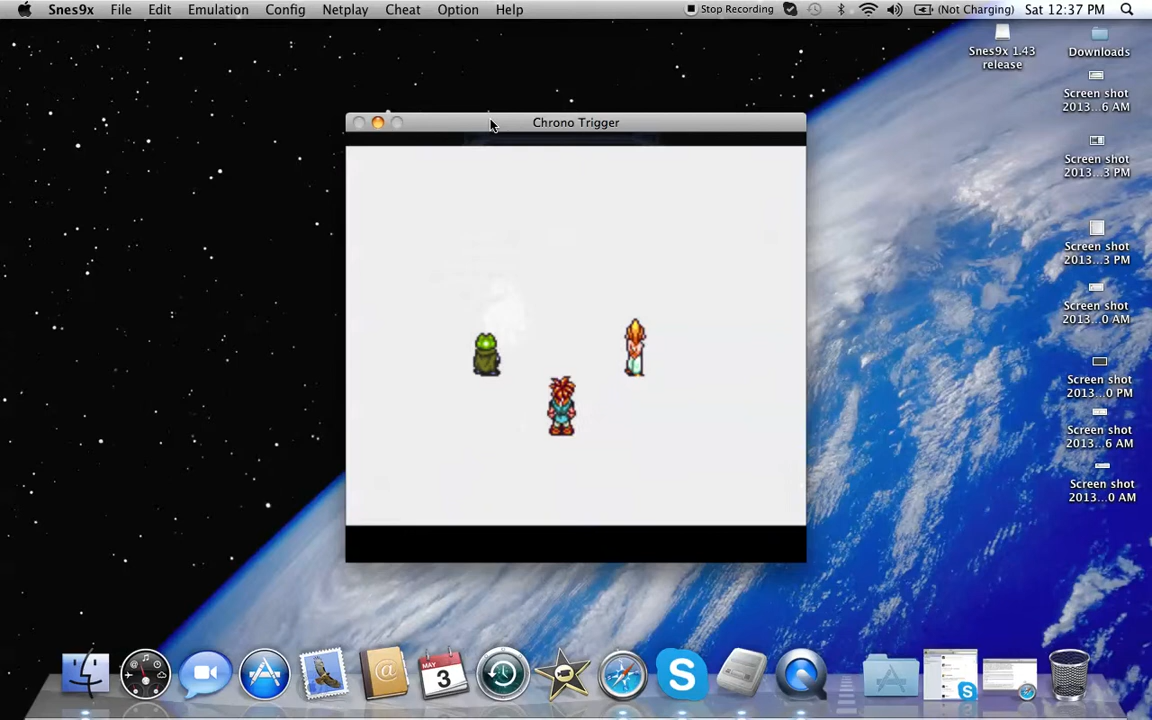 Snes9x File Edit Emulation Config Netplay Cheat Option Help Stop Recording (Not Charging) Sat 12:37 PM
Snes9x 1.43
release
Downloads
Screen shot
2013...6 AM
Screen shot
2013...3 PM
Screen shot
2013...3 PM
Screen shot
2013...0 AM
Screen shot
2013...0 PM
Screen shot
2013...6 AM
Screen shot
2013...0 AM
Chrono Trigger
MAY
3